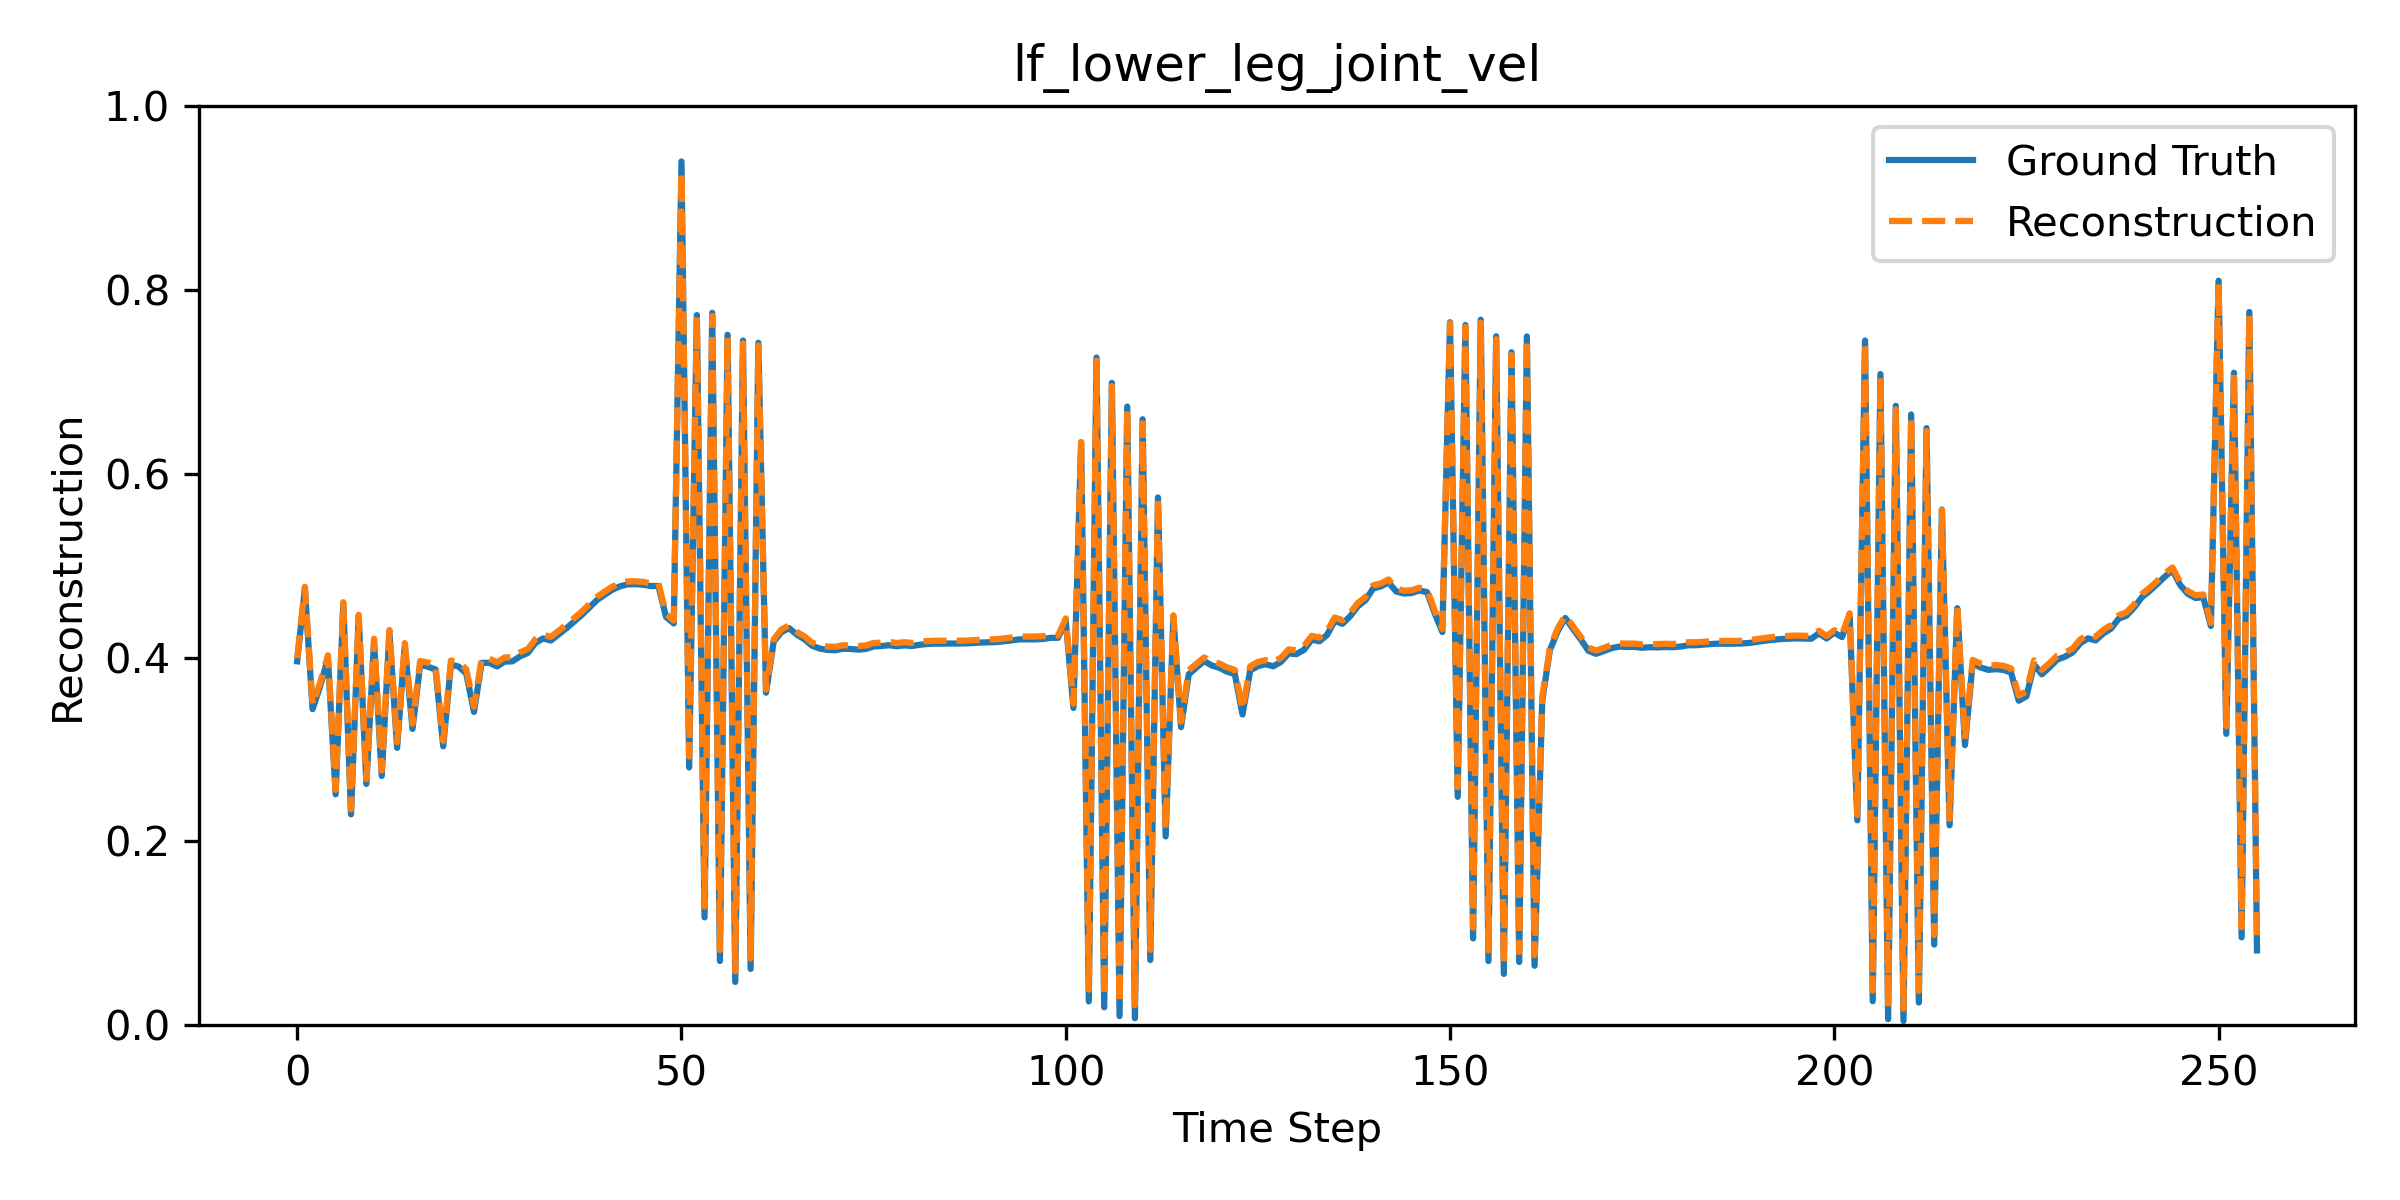 lf_lower_leg_joint_vel
1.0
0.8
0.6
0.4
0.2
0.0
Reconstruction
Ground Truth
Reconstruction
0 50 100 150 200 250
Time Step